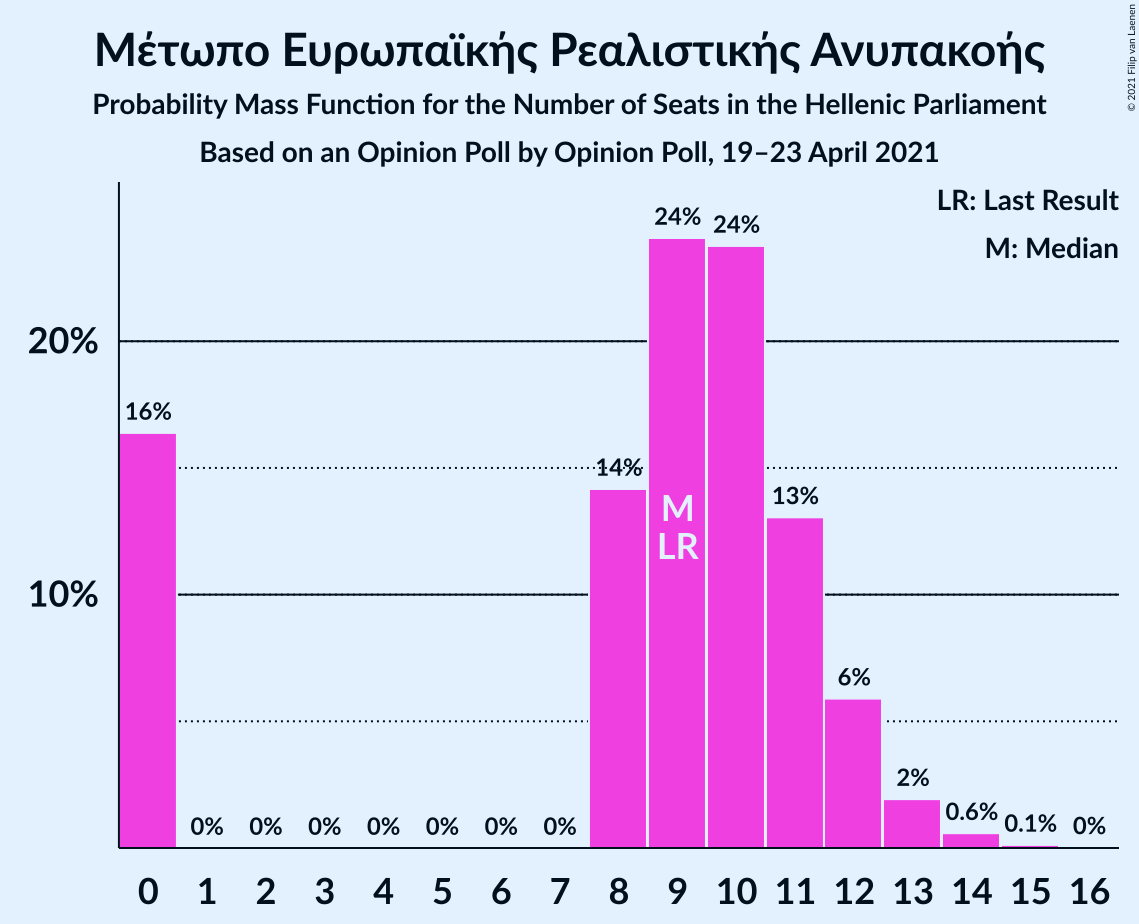 Μέτωπο Ευρωπαϊκής Ρεαλιστικής Ανυπακοής
Probability Mass Function for the Number of Seats in the Hellenic Parliament
Based on an Opinion Poll by Opinion Poll, 19–23 April 2021
© 2021 Filip van Laenen
LR: Last Result
M: Median
20%
10%
16%
0%
0%
0%
0%
0%
0%
0%
14%
24%
24%
13%
6%
2%
0.6%
0.1%
0%
M
LR
0 1 2 3 4 5 6 7 8 9 10 11 12 13 14 15 16